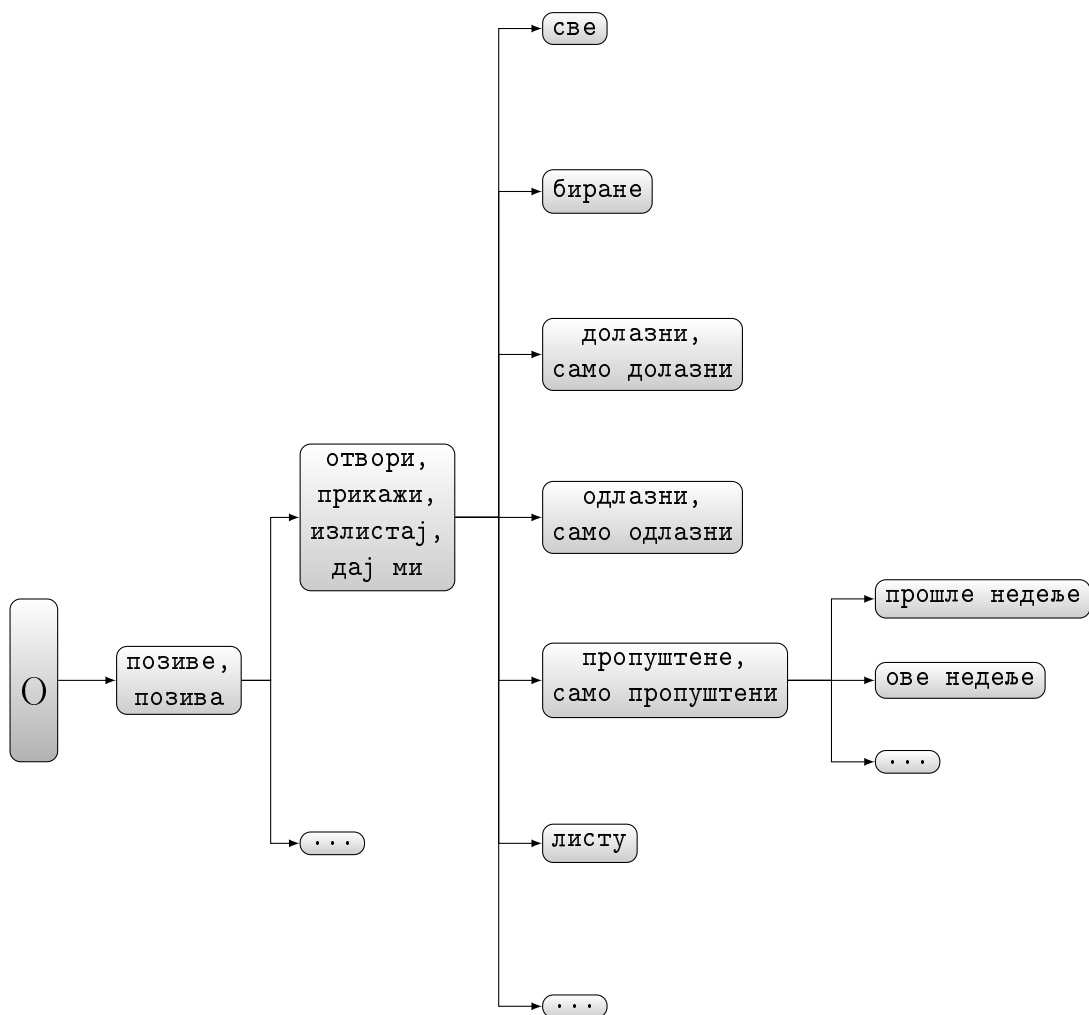 све
биране
долазни,
само долазни
отвори,
прикажи,
излистај,
дај ми
одлазни,
само одлазни
прошле недеље
О
позиве,
позива
пропуштене,
само пропуштени
ове недеље
...
...
листу
...